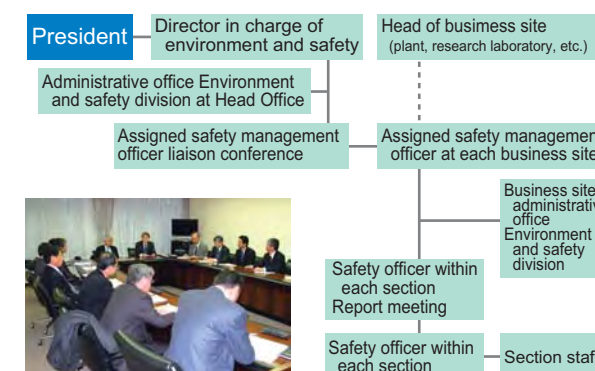 President
Director in charge of
environment and safety
Head of business site
(plant, research laboratory, etc.)
Administrative office Environment
and safety division at Head Office
Assigned safety management
officer liaison conference
Assigned safety managemen
officer at each business site
Business site
administrativ
office
Environment
and safety
division
Safety officer within
each section
Report meeting
Safety officer within
each section
Section staf